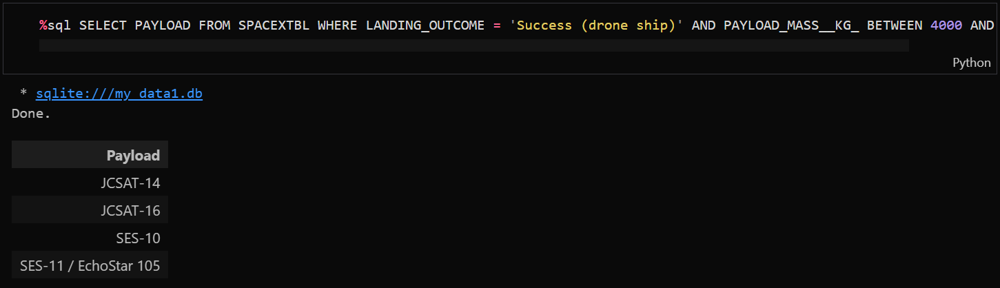 %sql SELECT PAYLOAD FROM SPACEXTBL WHERE LANDING_OUTCOME = 'Success (drone ship)' AND PAYLOAD_MASS__KG_ BETWEEN 4000 AND
Python
* sqlite:///my_data1.db
Done.
Payload
JCSAT-14
JCSAT-16
SES-10
SES-11 / EchoStar 105